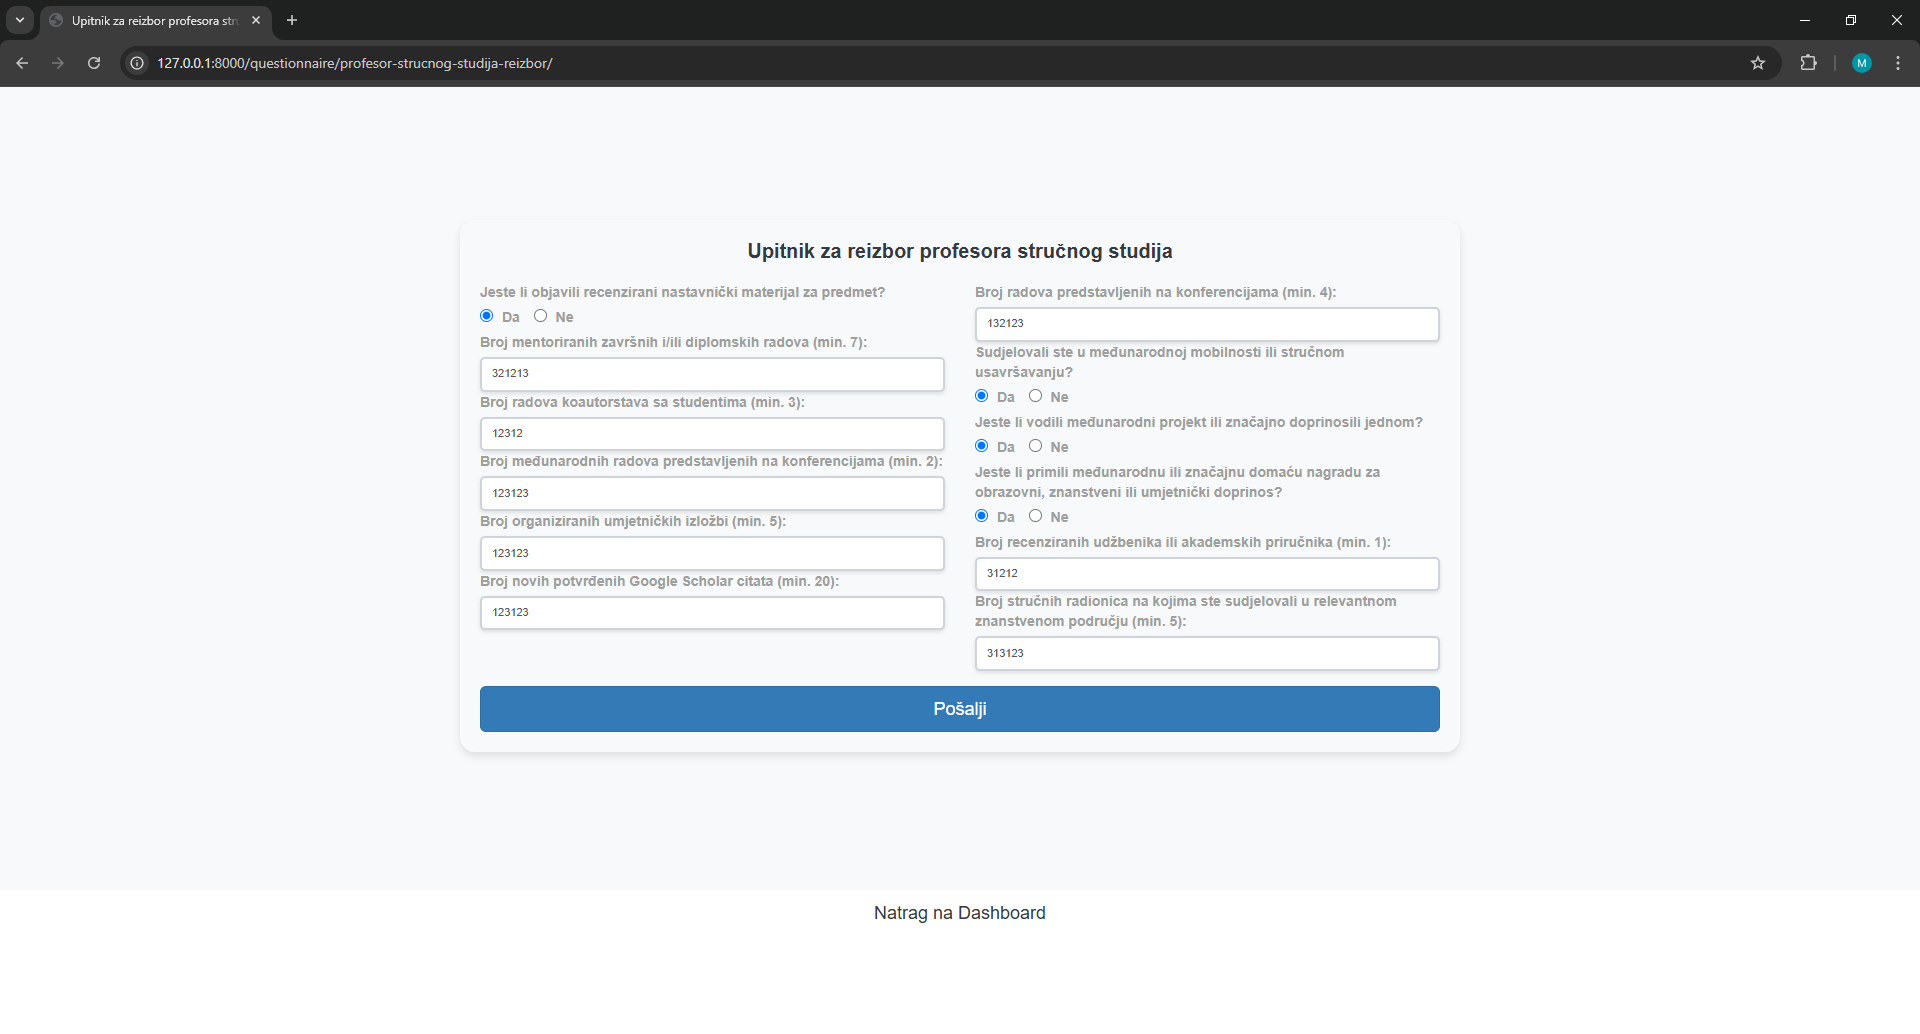 Upitnik za reizbor profesora str
127.0.0.1:8000/questionnaire/profesor-strucnog-studija-reizbor/
M
Upitnik za reizbor profesora stručnog studija
Jeste li objavili recenzirani nastavnički materijal za predmet?
Da Ne
Broj mentoriranih završnih i/ili diplomskih radova (min. 7):
321213
Broj radova koautorstava sa studentima (min. 3):
12312
Broj međunarodnih radova predstavljenih na konferencijama (min. 2):
123123
Broj organiziranih umjetničkih izložbi (min. 5):
123123
Broj novih potvrđenih Google Scholar citata (min. 20):
123123
Broj radova predstavljenih na konferencijama (min. 4):
132123
Sudjelovali ste u međunarodnoj mobilnosti ili stručnom
usavršavanju?
Da Ne
Jeste li vodili međunarodni projekt ili značajno doprinosili jednom?
Da Ne
Jeste li primili međunarodnu ili značajnu domaću nagradu za
obrazovni, znanstveni ili umjetnički doprinos?
Da Ne
Broj recenziranih udžbenika ili akademskih priručnika (min. 1):
31212
Broj stručnih radionica na kojima ste sudjelovali u relevantnom
znanstvenom području (min. 5):
313123
Pošalji
Natrag na Dashboard